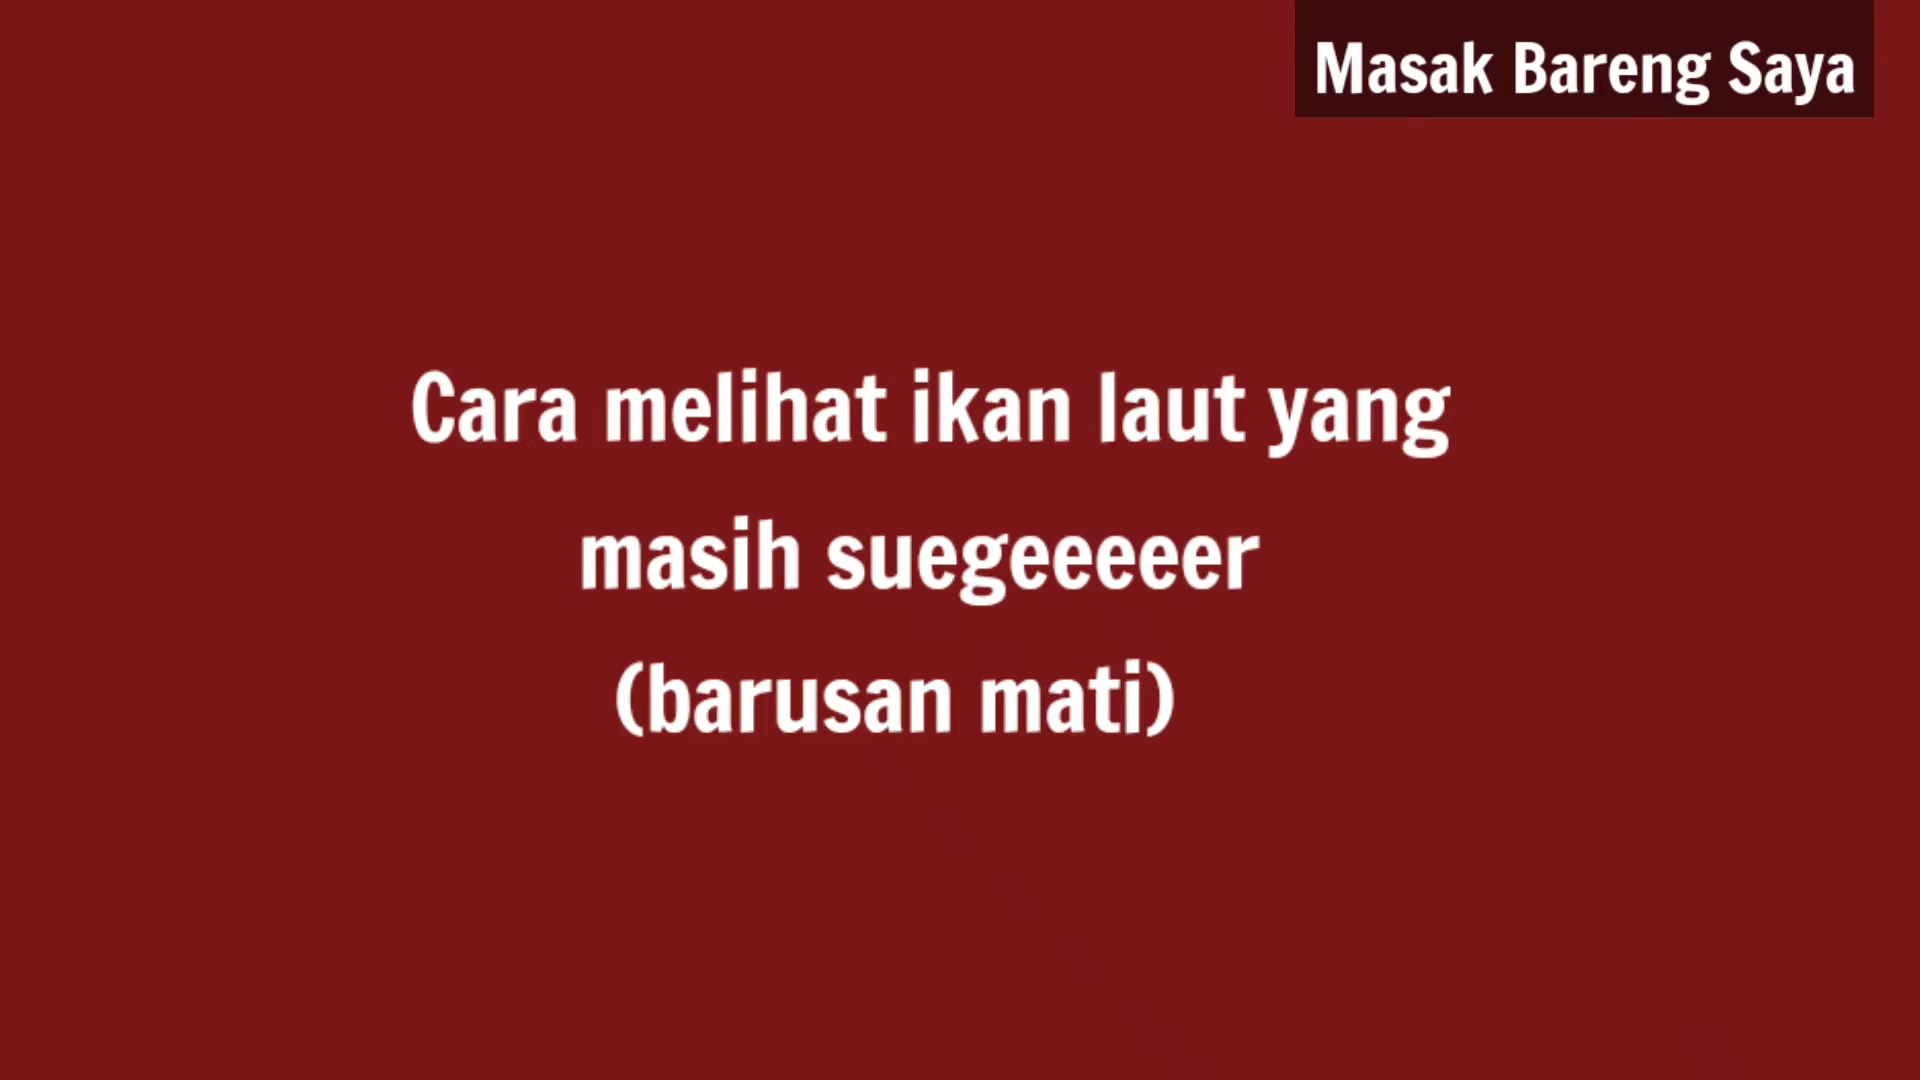 Masak Bareng Saya
Cara melihat ikan laut yang
masih suegeeeeer
(barusan mati)